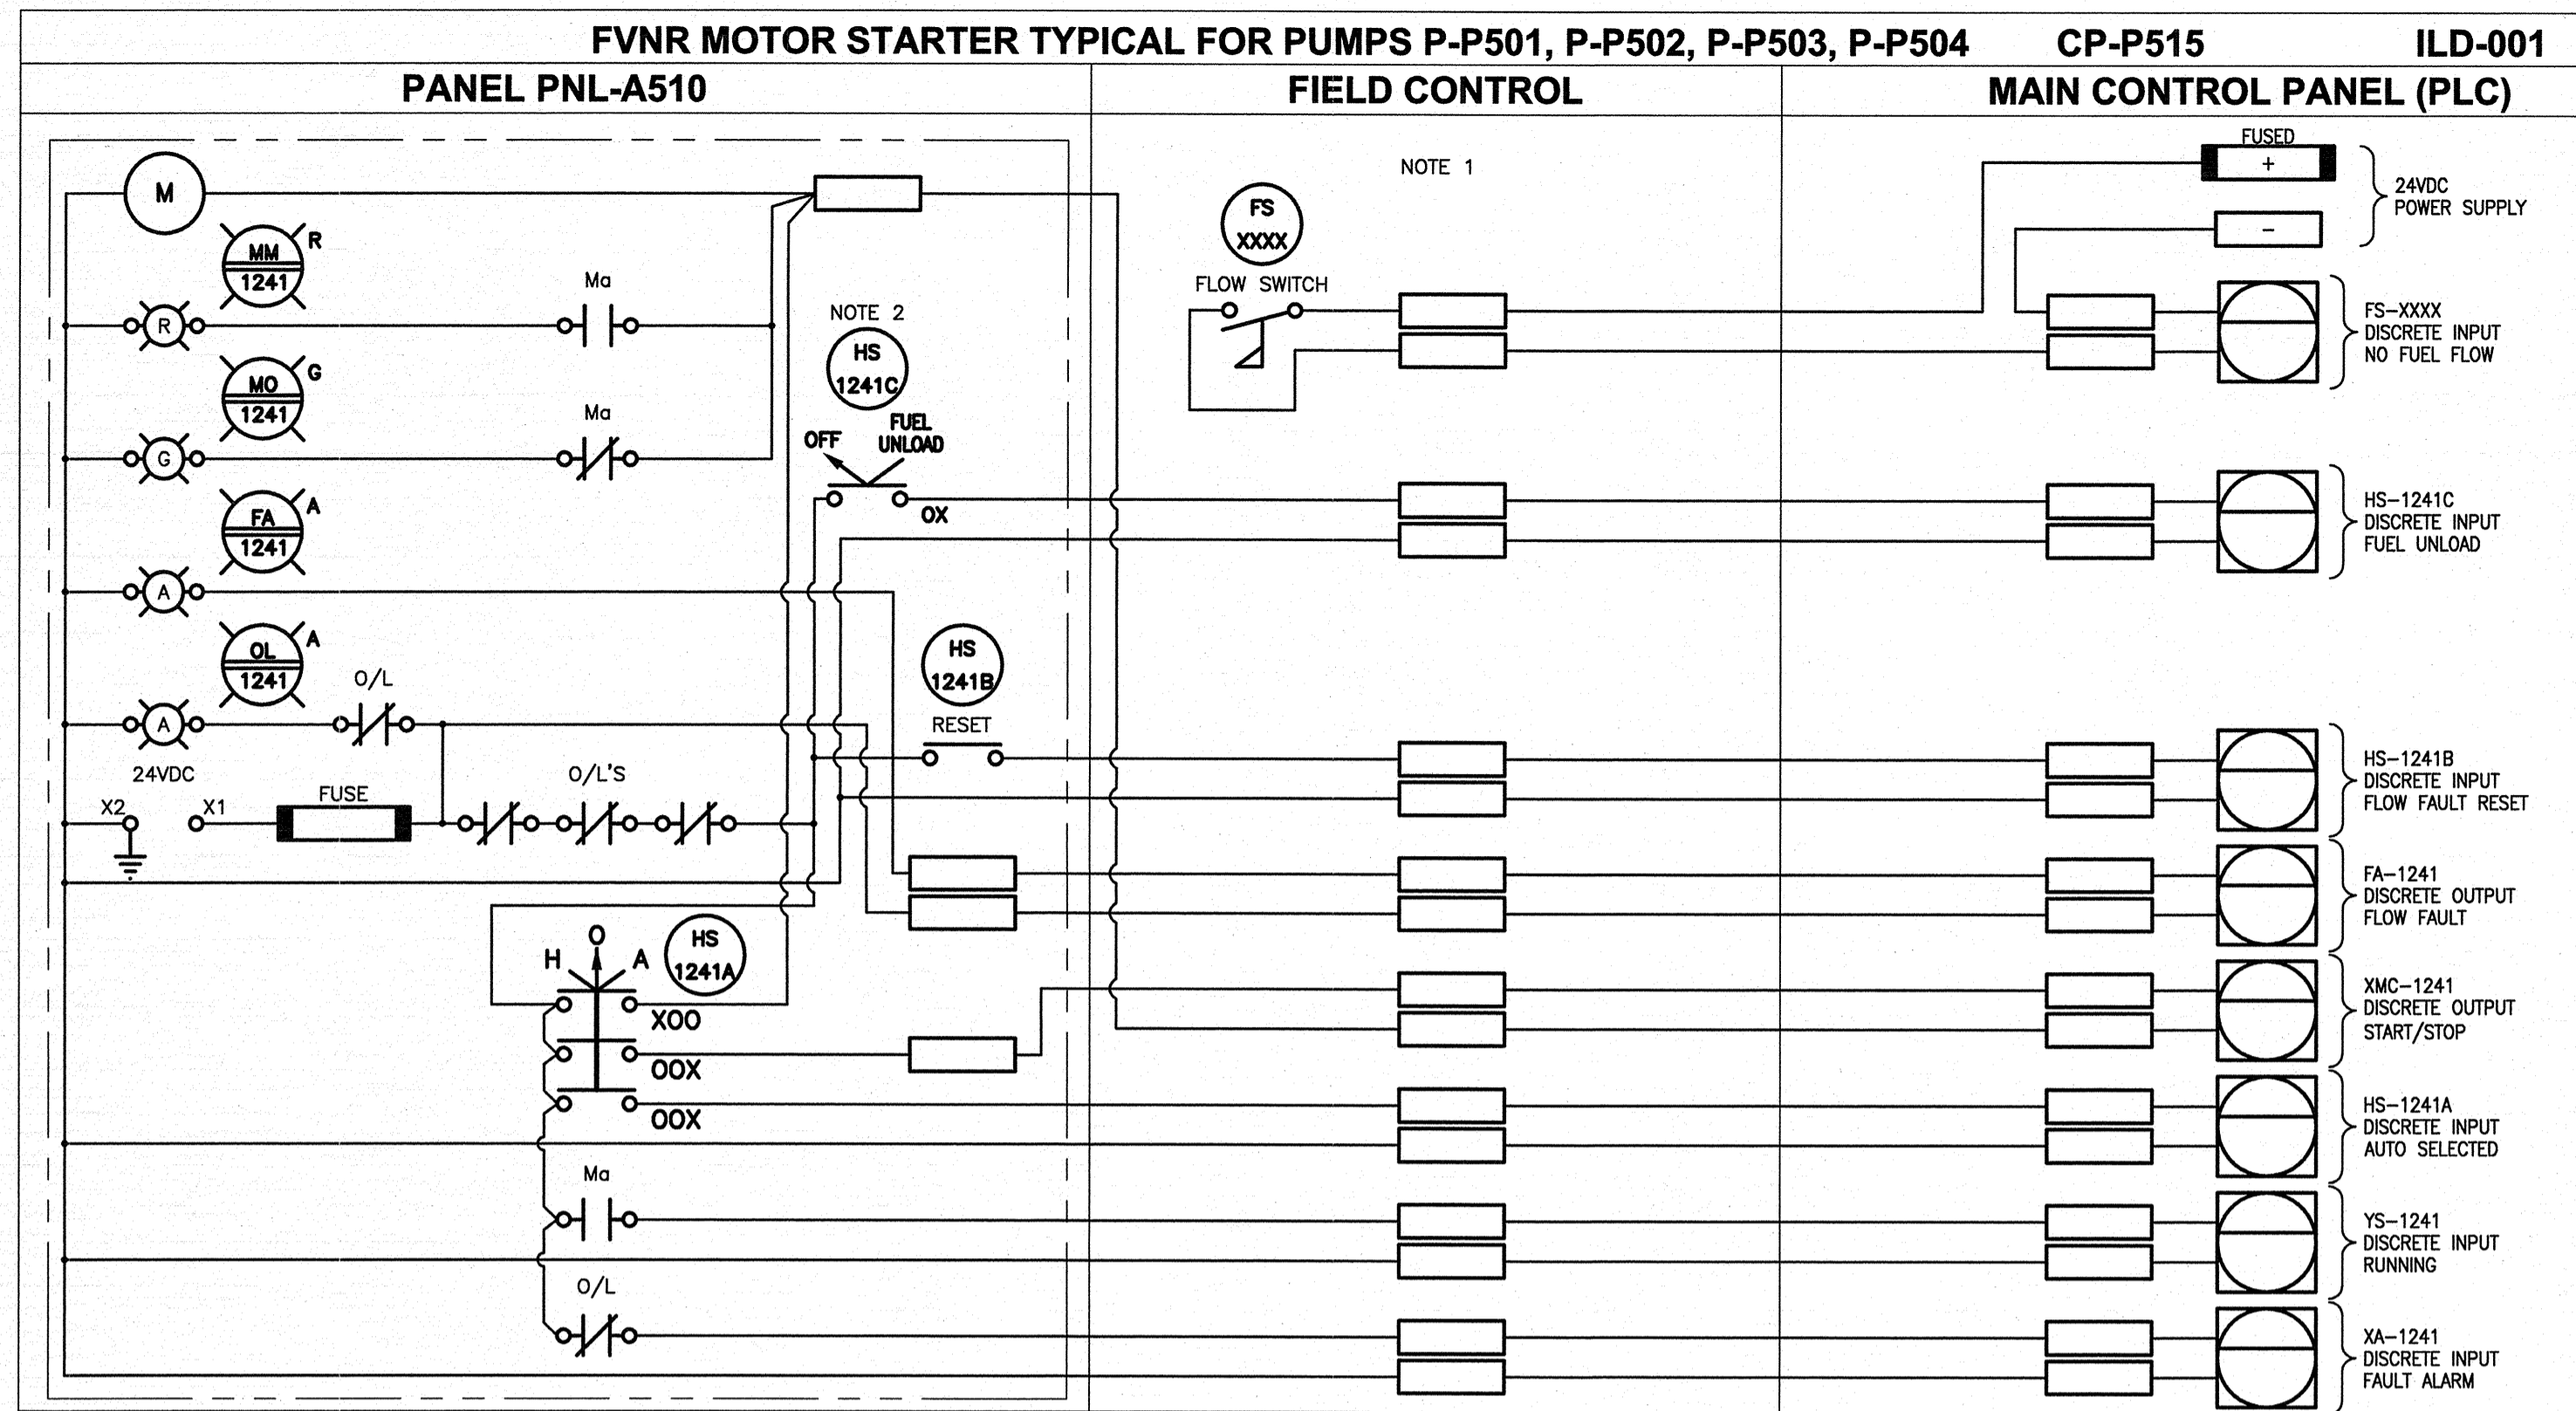 FVNR MOTOR STARTER TYPICAL FOR PUMPS P-P501, P-P502, P-P503, P-P504 CP-P515 ILD-001
PANEL PNL-A510
FIELD CONTROL
MAIN CONTROL PANEL (PLC)
M
MM
1241
R
R
Ma
MO
1241
G
G
Ma
FA
1241
A
A
OL
1241
A
A
O/L
24VDC
X2
X1
FUSE
O/L'S
NOTE 2
HS
1241C
OFF
FUEL
UNLOAD
OX
HS
1241B
RESET
H
O
A
HS
1241A
XOO
OOX
OOX
Ma
O/L
NOTE 1
FS
XXXX
FLOW SWITCH
FUSED
+
-
24VDC
POWER SUPPLY
FS-XXXX
DISCRETE INPUT
NO FUEL FLOW
HS-1241C
DISCRETE INPUT
FUEL UNLOAD
HS-1241B
DISCRETE INPUT
FLOW FAULT RESET
FA-1241
DISCRETE OUTPUT
FLOW FAULT
XMC-1241
DISCRETE OUTPUT
START/STOP
HS-1241A
DISCRETE INPUT
AUTO SELECTED
YS-1241
DISCRETE INPUT
RUNNING
XA-1241
DISCRETE INPUT
FAULT ALARM